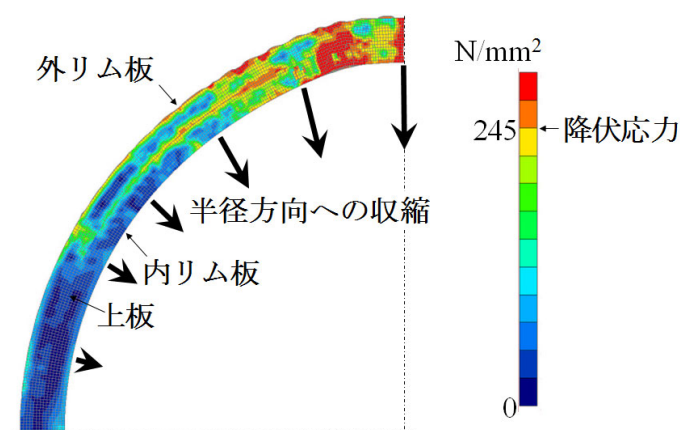 N/mm²
外リム板
245
降伏応力
半径方向への収縮
内リム板
上板
0